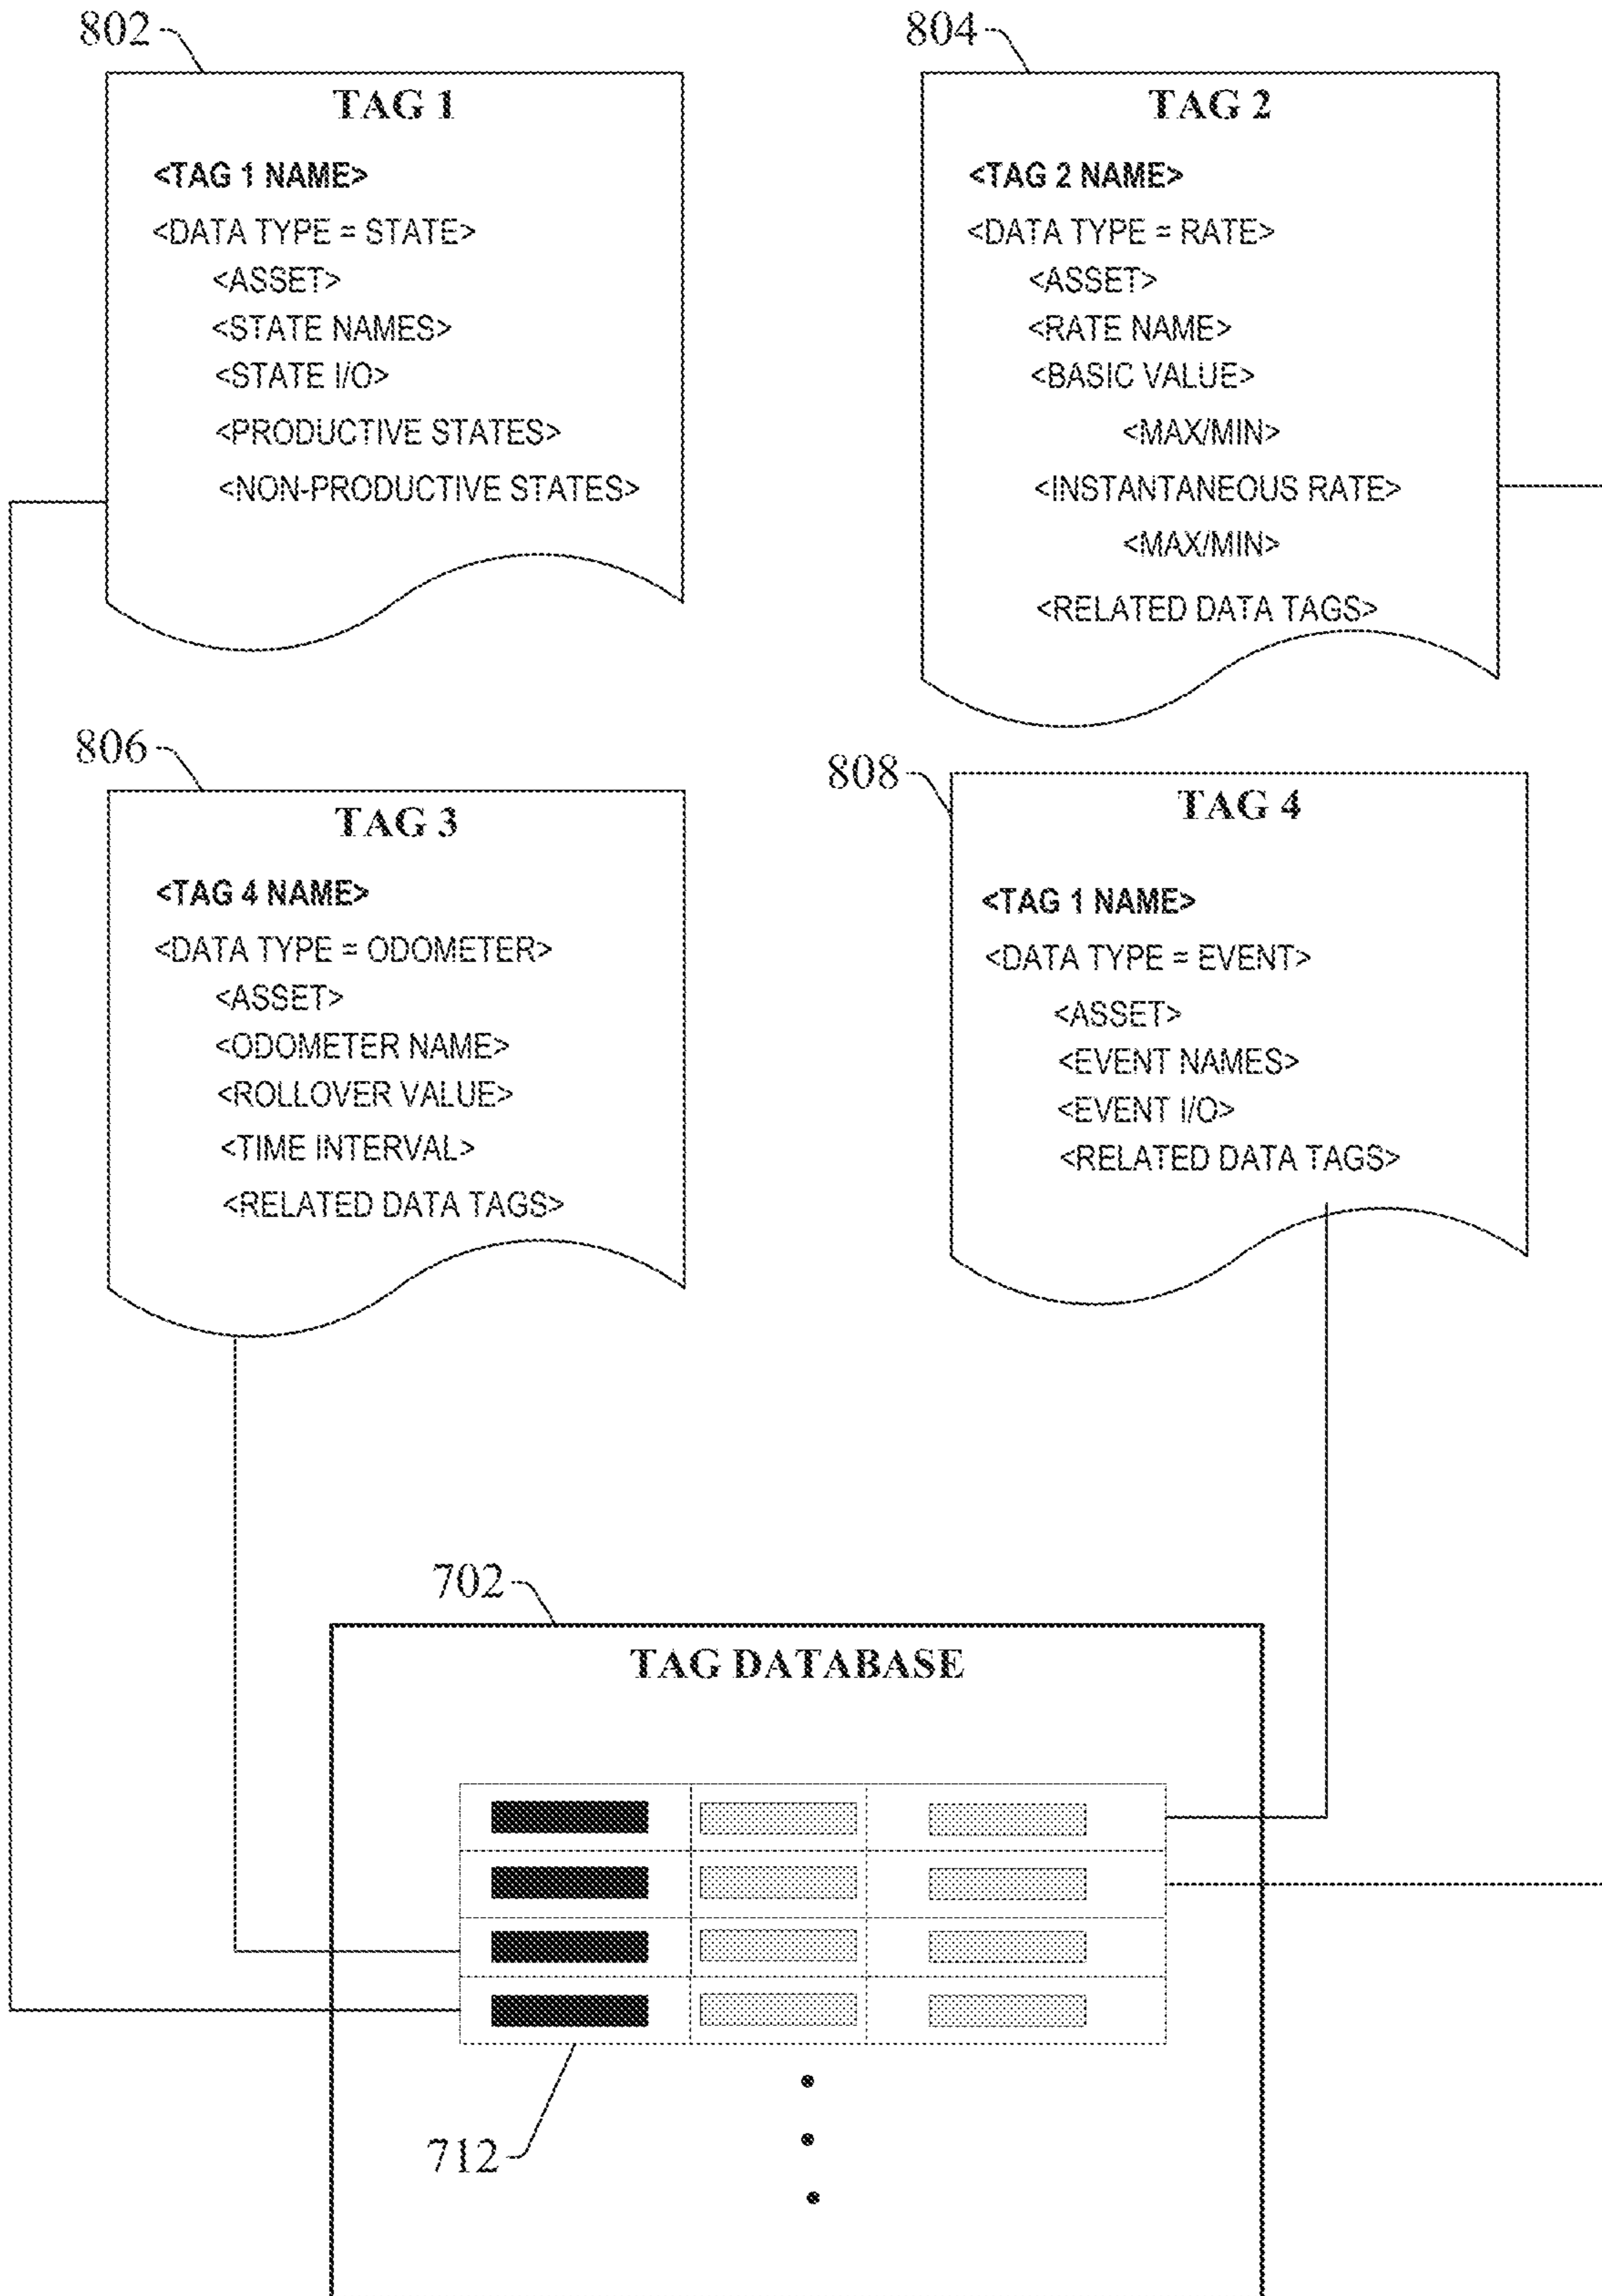 802
TAG 1
<TAG 1 NAME>
<DATA TYPE = STATE>
<ASSET>
<STATE NAMES>
<STATE I/O>
<PRODUCTIVE STATES>
<NON-PRODUCTIVE STATES>
804
TAG 2
<TAG 2 NAME>
<DATA TYPE = RATE>
<ASSET>
<RATE NAME>
<BASIC VALUE>
<MAX/MIN>
<INSTANTANEOUS RATE>
<MAX/MIN>
<RELATED DATA TAGS>
806
TAG 3
<TAG 4 NAME>
<DATA TYPE = ODOMETER>
<ASSET>
<ODOMETER NAME>
<ROLLOVER VALUE>
<TIME INTERVAL>
<RELATED DATA TAGS>
808
TAG 4
<TAG 1 NAME>
<DATA TYPE = EVENT>
<ASSET>
<EVENT NAMES>
<EVENT I/O>
<RELATED DATA TAGS>
702
TAG DATABASE
712